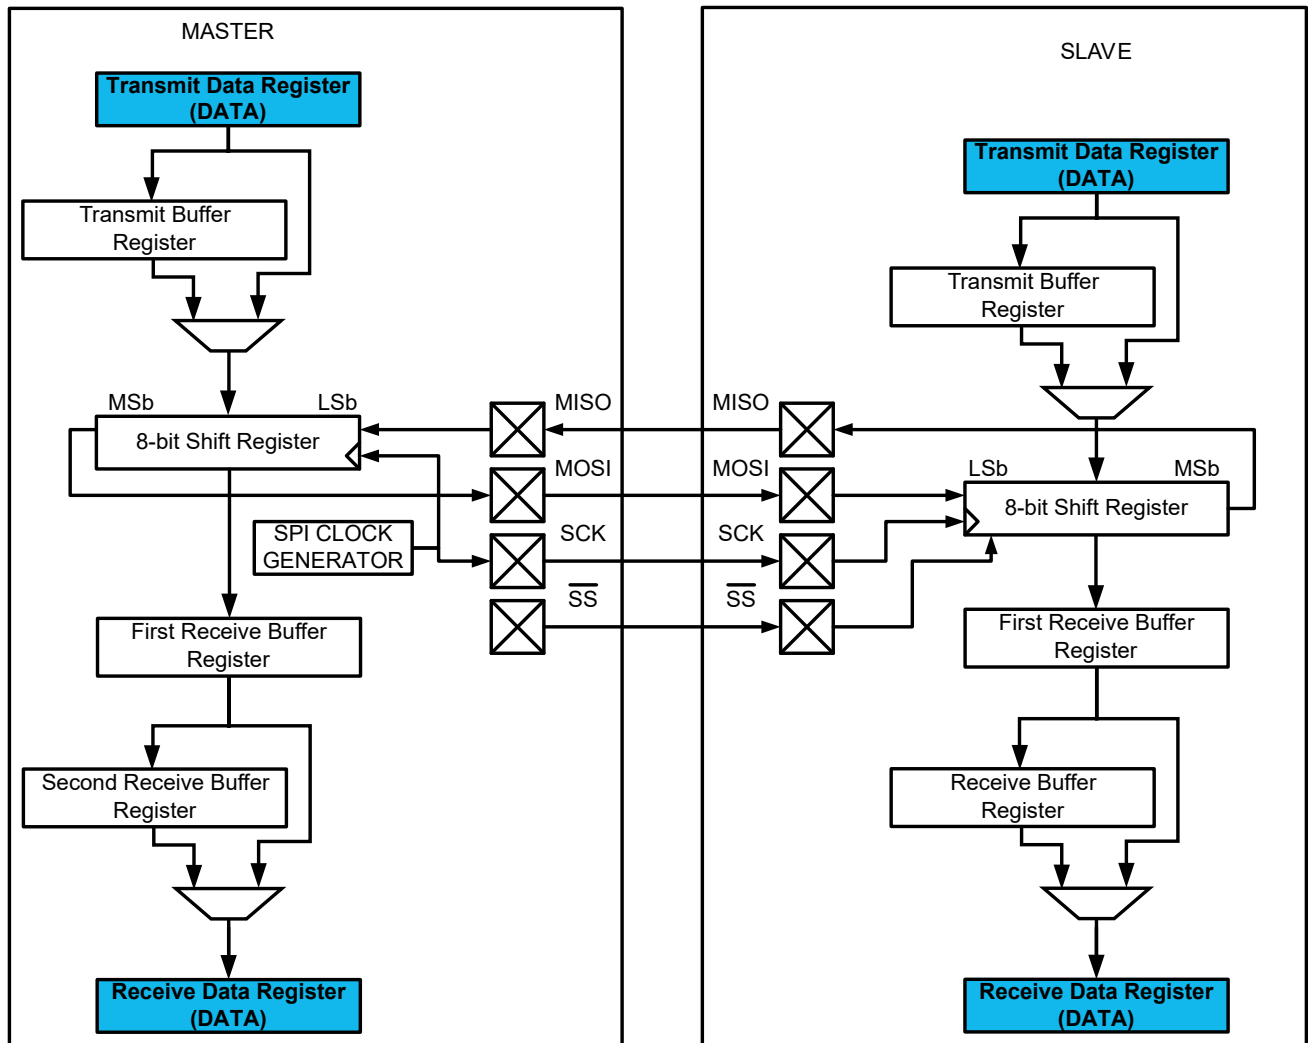 MASTER
Transmit Data Register
(DATA)
Transmit Buffer
Register
MSb
LSb
8-bit Shift Register
SPI CLOCK
GENERATOR
First Receive Buffer
Register
Second Receive Buffer
Register
Receive Data Register
(DATA)
MISO
MOSI
SCK
SS
MISO
MOSI
SCK
SS
SLAVE
Transmit Data Register
(DATA)
Transmit Buffer
Register
LSb
MSb
8-bit Shift Register
First Receive Buffer
Register
Receive Buffer
Register
Receive Data Register
(DATA)